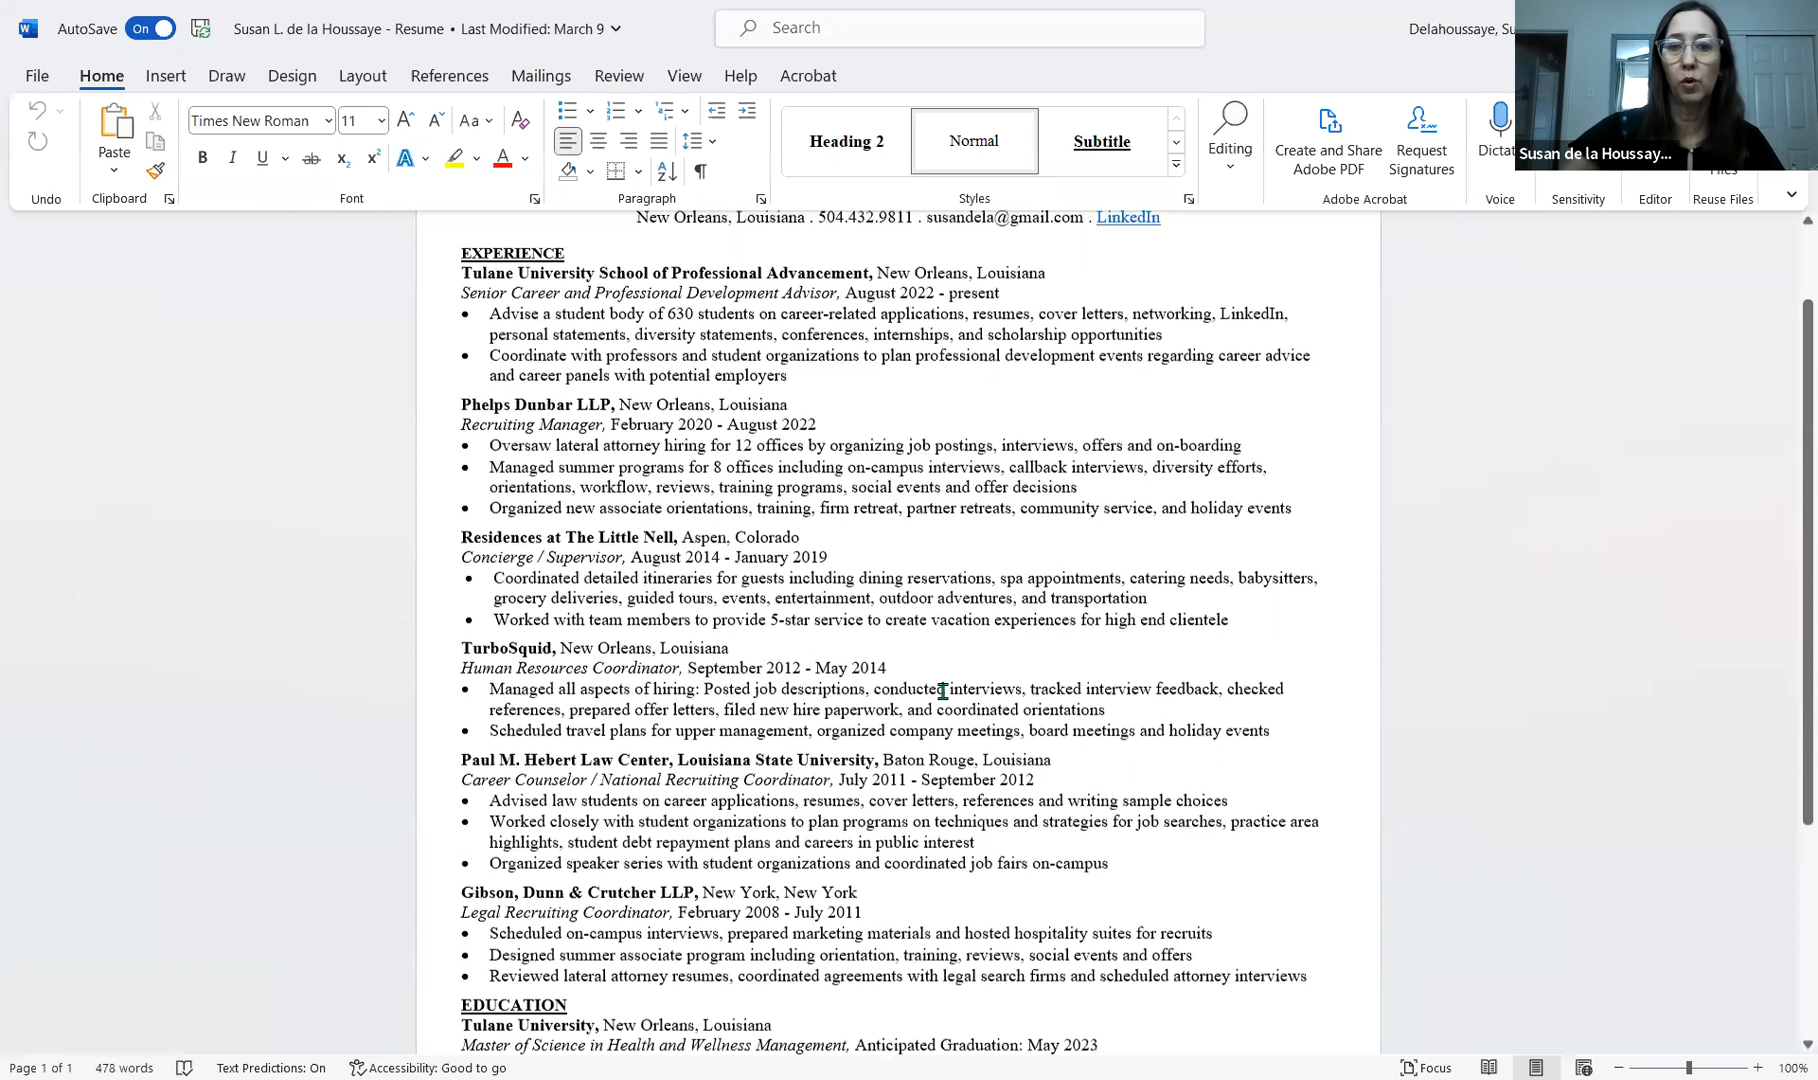 AutoSave On Susan L. de la Houssaye - Resume • Last Modified: March 9 Search Delahoussaye, Su
File Home Insert Draw Design Layout References Mailings Review View Help Acrobat
Times New Roman 11 Aa Heading 2 Normal Subtitle
Paste Editing Create and Share Adobe PDF Request Signatures Dictat
Susan de la Houssay...
Undo Clipboard Font Paragraph Styles Adobe Acrobat Voice Sensitivity Editor Reuse Files
New Orleans, Louisiana . 504.432.9811 . susandela@gmail.com . LinkedIn
EXPERIENCE
Tulane University School of Professional Advancement, New Orleans, Louisiana
Senior Career and Professional Development Advisor, August 2022 - present
• Advise a student body of 630 students on career-related applications, resumes, cover letters, networking, LinkedIn,
personal statements, diversity statements, conferences, internships, and scholarship opportunities
• Coordinate with professors and student organizations to plan professional development events regarding career advice
and career panels with potential employers
Phelps Dunbar LLP, New Orleans, Louisiana
Recruiting Manager, February 2020 - August 2022
• Oversaw lateral attorney hiring for 12 offices by organizing job postings, interviews, offers and on-boarding
• Managed summer programs for 8 offices including on-campus interviews, callback interviews, diversity efforts,
orientations, workflow, reviews, training programs, social events and offer decisions
• Organized new associate orientations, training, firm retreat, partner retreats, community service, and holiday events
Residences at The Little Nell, Aspen, Colorado
Concierge / Supervisor, August 2014 - January 2019
• Coordinated detailed itineraries for guests including dining reservations, spa appointments, catering needs, babysitters,
grocery deliveries, guided tours, events, entertainment, outdoor adventures, and transportation
• Worked with team members to provide 5-star service to create vacation experiences for high end clientele
TurboSquid, New Orleans, Louisiana
Human Resources Coordinator, September 2012 - May 2014
• Managed all aspects of hiring: Posted job descriptions, conducted interviews, tracked interview feedback, checked
references, prepared offer letters, filed new hire paperwork, and coordinated orientations
• Scheduled travel plans for upper management, organized company meetings, board meetings and holiday events
Paul M. Hebert Law Center, Louisiana State University, Baton Rouge, Louisiana
Career Counselor / National Recruiting Coordinator, July 2011 - September 2012
• Advised law students on career applications, resumes, cover letters, references and writing sample choices
• Worked closely with student organizations to plan programs on techniques and strategies for job searches, practice area
highlights, student debt repayment plans and careers in public interest
• Organized speaker series with student organizations and coordinated job fairs on-campus
Gibson, Dunn & Crutcher LLP, New York, New York
Legal Recruiting Coordinator, February 2008 - July 2011
• Scheduled on-campus interviews, prepared marketing materials and hosted hospitality suites for recruits
• Designed summer associate program including orientation, training, reviews, social events and offers
• Reviewed lateral attorney resumes, coordinated agreements with legal search firms and scheduled attorney interviews
EDUCATION
Tulane University, New Orleans, Louisiana
Master of Science in Health and Wellness Management, Anticipated Graduation: May 2023
Page 1 of 1 478 words Text Predictions: On Accessibility: Good to go Focus 100%